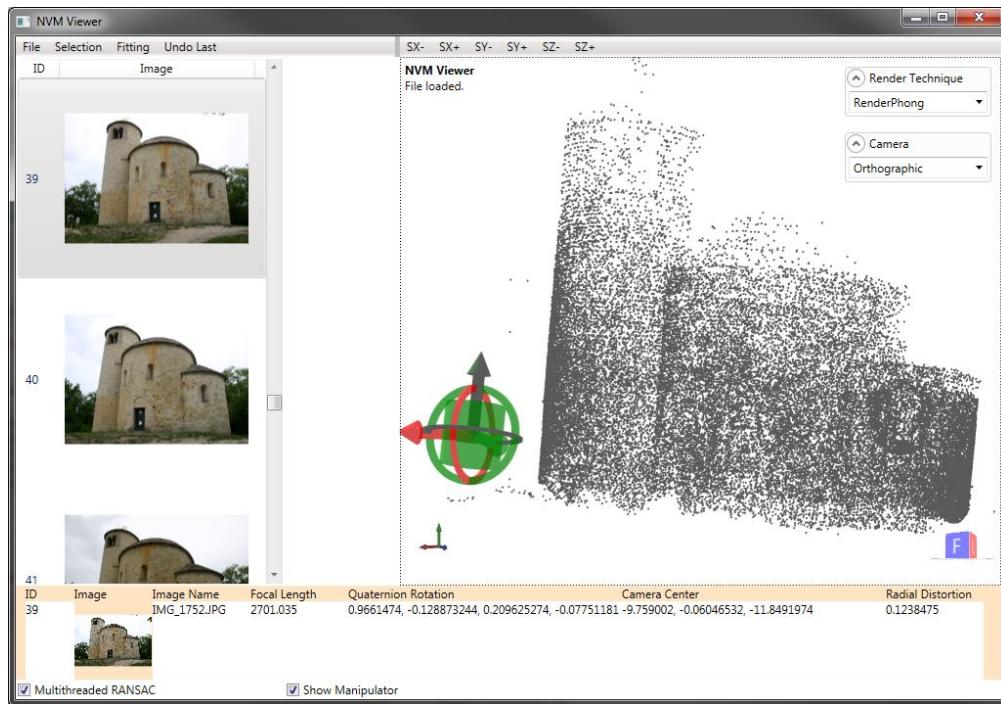 NVM Viewer
File Selection Fitting Undo Last
SX- SX+ SY- SY+ SZ- SZ+
ID Image
NVM Viewer
File loaded.
Render Technique
RenderPhong
Camera
Orthographic
39
40
41
F
ID Image Image Name Focal Length Quaternion Rotation Camera Center Radial Distortion
39 IMG_1752.JPG 2701.035 0.9661474, -0.128873244, 0.209625274, -0.07751181 -9.759002, -0.06046532, -11.8491974 0.1238475
Multithreaded RANSAC Show Manipulator